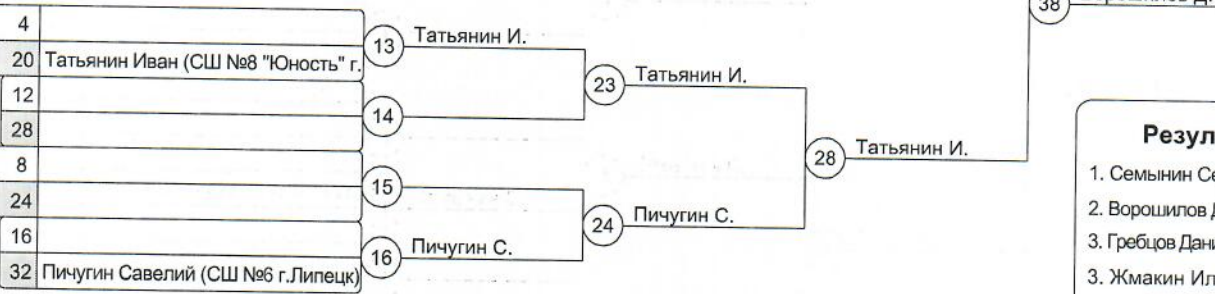 38
4
13 Татьянин И.
20 Татьянин Иван (СШ №8 "Юность" г.
23 Татьянин И.
12
14
28
Татьянин И.
28
8
15
24
24 Пичугин С.
16
16 Пичугин С.
32 Пичугин Савелий (СШ №6 г.Липецк)
Резул
1. Семынин Се
2. Ворошилов
3. Гребцов Дани
3. Жмакин Ил